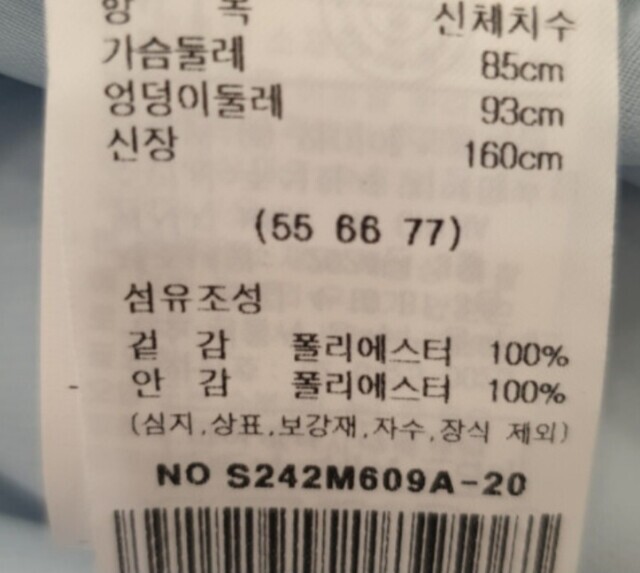 항 목 신체치수
가슴둘레 85cm
엉덩이둘레 93cm
신장 160cm
(55 66 77)
섬유조성
겉 감 폴리에스터 100%
안 감 폴리에스터 100%
(심지,상표,보강재,자수,장식 제외)
NO S242M609A-20